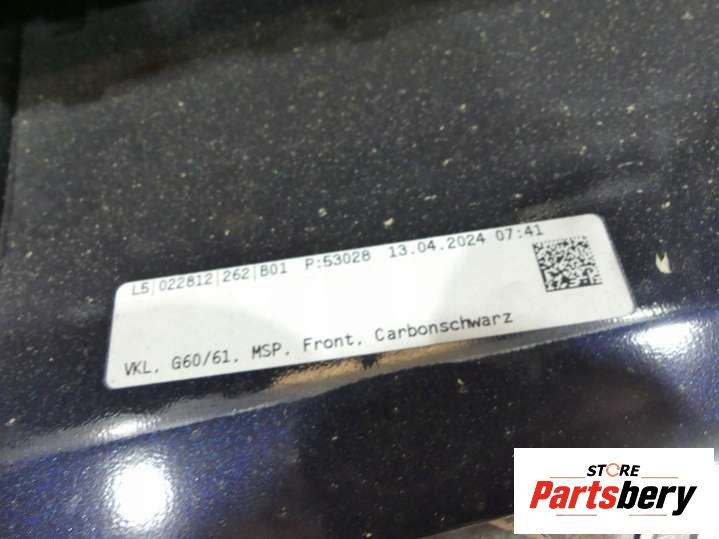 L5|022812|262|B01 P:53028 13.04.2024 07:41
VKL, G60/61, MSP, Front, Carbonschwarz
STORE
Partsbery